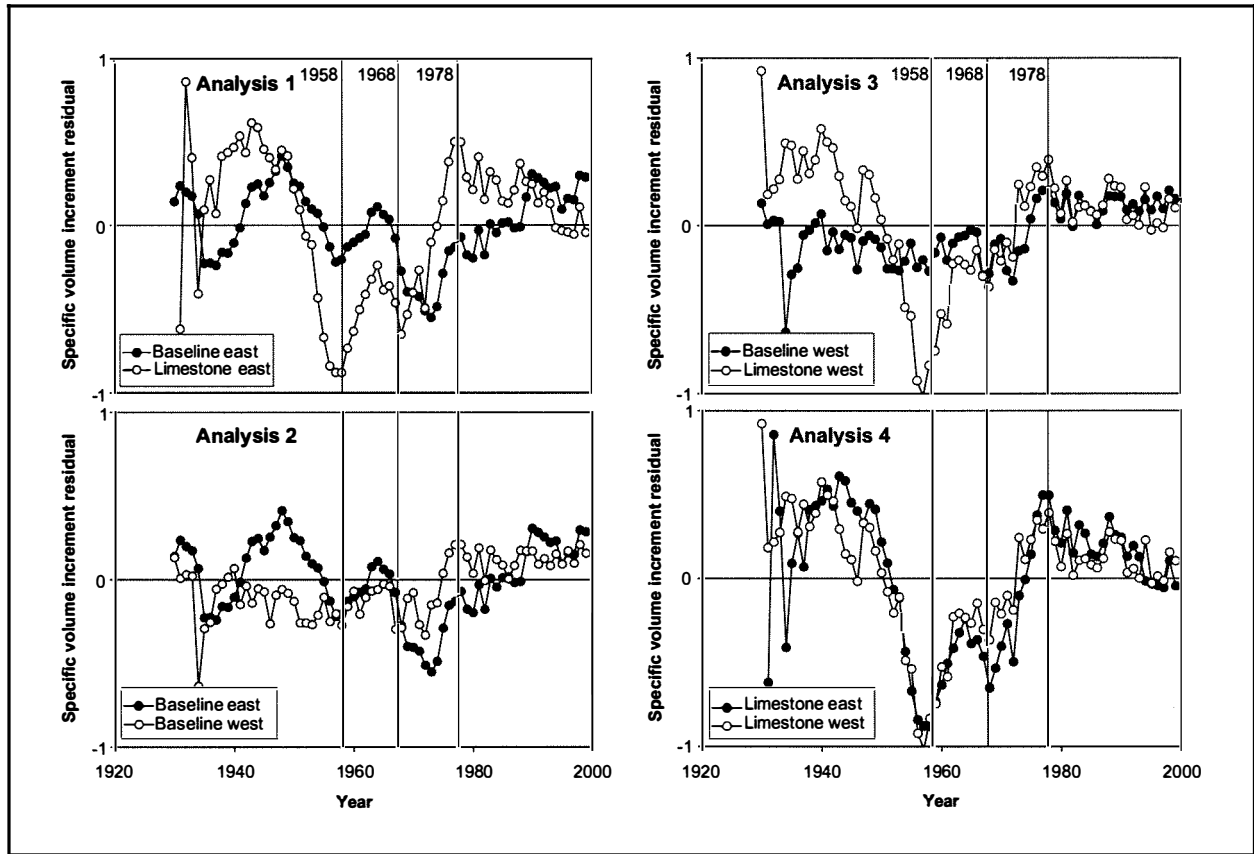 1
Analysis 1
1958
1968
1978
Specific volume increment residual
0
Baseline east
Limestone east
-1
1
Analysis 3
1958
1968
1978
Specific volume increment residual
0
Baseline west
Limestone west
-1
1
Analysis 2
Specific volume increment residual
0
Baseline east
Baseline west
-1
1920
1940
1960
1980
2000
Year
1
Analysis 4
Specific volume increment residual
0
Limestone east
Limestone west
-1
1920
1940
1960
1980
2000
Year